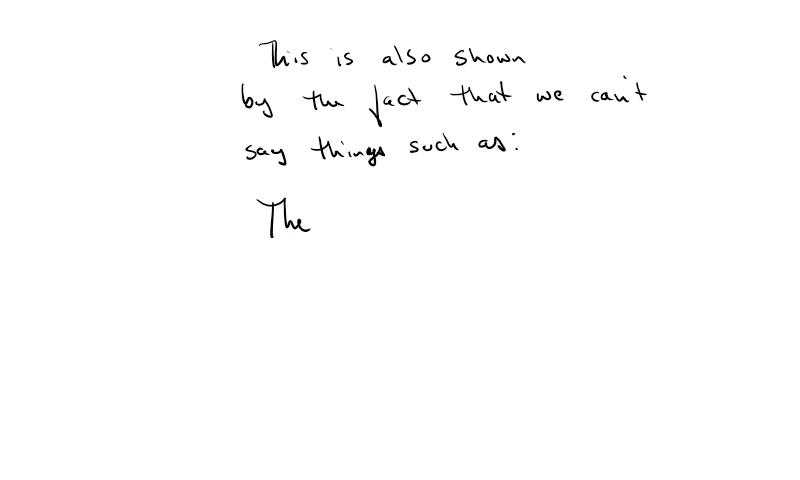 This is also shown
by the fact that we can't
say things such as:
The